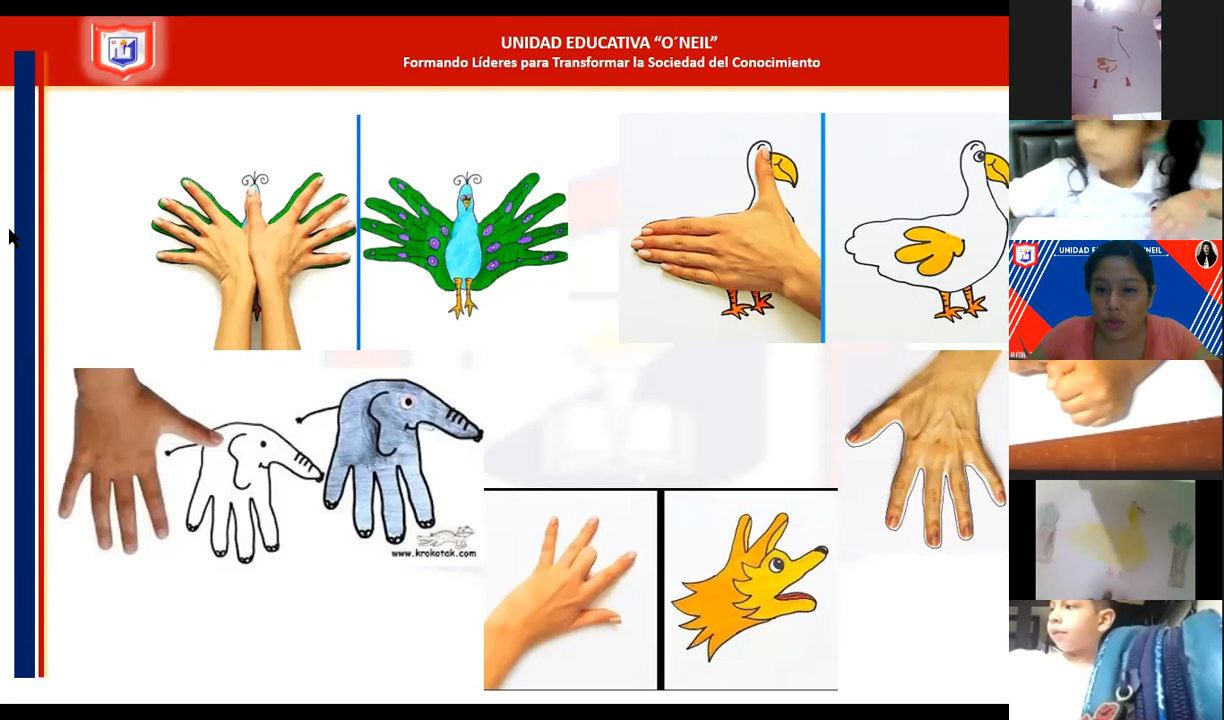 UNIDAD EDUCATIVA “O´NEIL”
Formando Líderes para Transformar la Sociedad del Conocimiento
www.krokotak.com